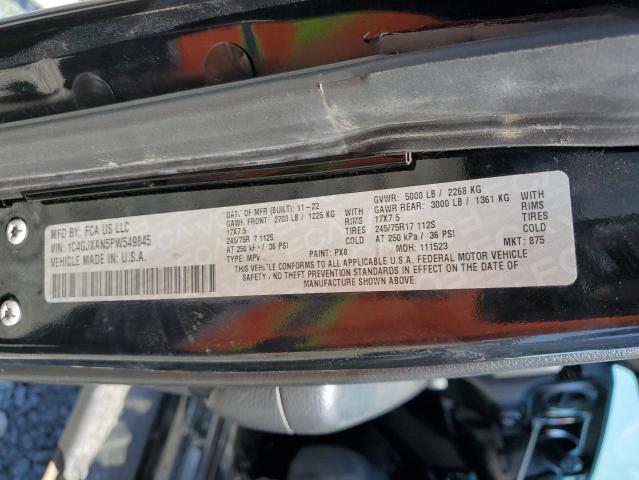 MFD BY: FCA US LLC
VIN: 1C4GJXAN5PW549845
VEHICLE MADE IN: U.S.A.
DATE OF MFR (BUILT): 11-22
GAWR FRONT: 2700 LB / 1225 KG
17X7.5 RIMS
245/75R17 112S TIRES
AT 250 kPa / 36 PSI COLD
TYPE: MPV PAINT: PX8
GVWR: 5000 LB / 2268 KG
GAWR REAR: 3000 LB / 1361 KG
17X7.5 RIMS
245/75R17 112S TIRES
AT 250 kPa / 36 PSI COLD
MDH: 111523 MKT: 875
THIS VEHICLE CONFORMS TO ALL APPLICABLE U.S.A. FEDERAL MOTOR VEHICLE
SAFETY, AND THEFT PREVENTION STANDARDS IN EFFECT ON THE DATE OF
MANUFACTURE SHOWN ABOVE.